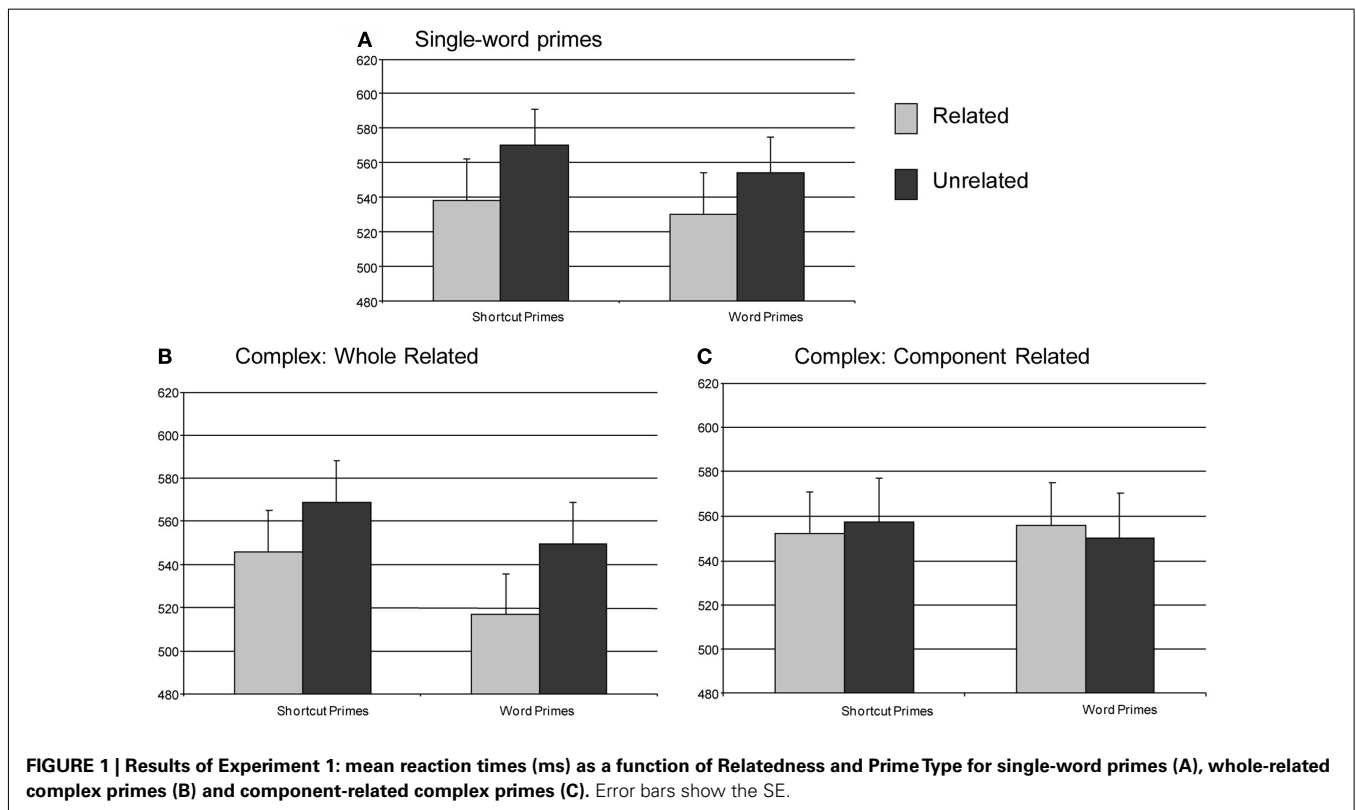 A Single-word primes
620
600
580
560
540
520
500
480
Shortcut Primes Word Primes
Related
Unrelated
B Complex: Whole Related
620
600
580
560
540
520
500
480
Shortcut Primes Word Primes
C Complex: Component Related
620
600
580
560
540
520
500
480
Shortcut Primes Word Primes
FIGURE 1 | Results of Experiment 1: mean reaction times (ms) as a function of Relatedness and Prime Type for single-word primes (A), whole-related
complex primes (B) and component-related complex primes (C). Error bars show the SE.